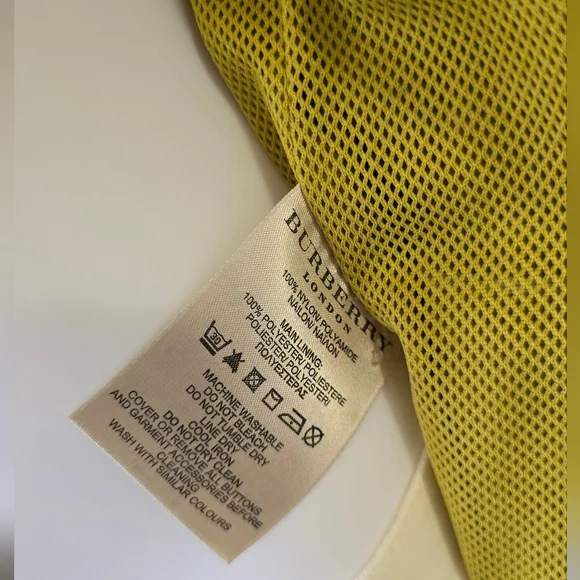 BURBERRY
LONDON
100% NYLON/POLYAMIDE
NAILON/ ΝΑΪΛΟΝ
MAIN LINING:
100% POLYESTER/ POLIESTERE
POLIESTER/ POLYESTER/
ΠΟΛΥΕΣΤΕΡΑΣ
30
MACHINE WASHABLE
DO NOT BLEACH
DO NOT TUMBLE DRY
LINE DRY
COOL IRON
DO NOT DRY CLEAN
COVER OR REMOVE ALL BUTTONS
AND GARMENT ACCESSORIES BEFORE
CLEANING
WASH WITH SIMILAR COLOURS